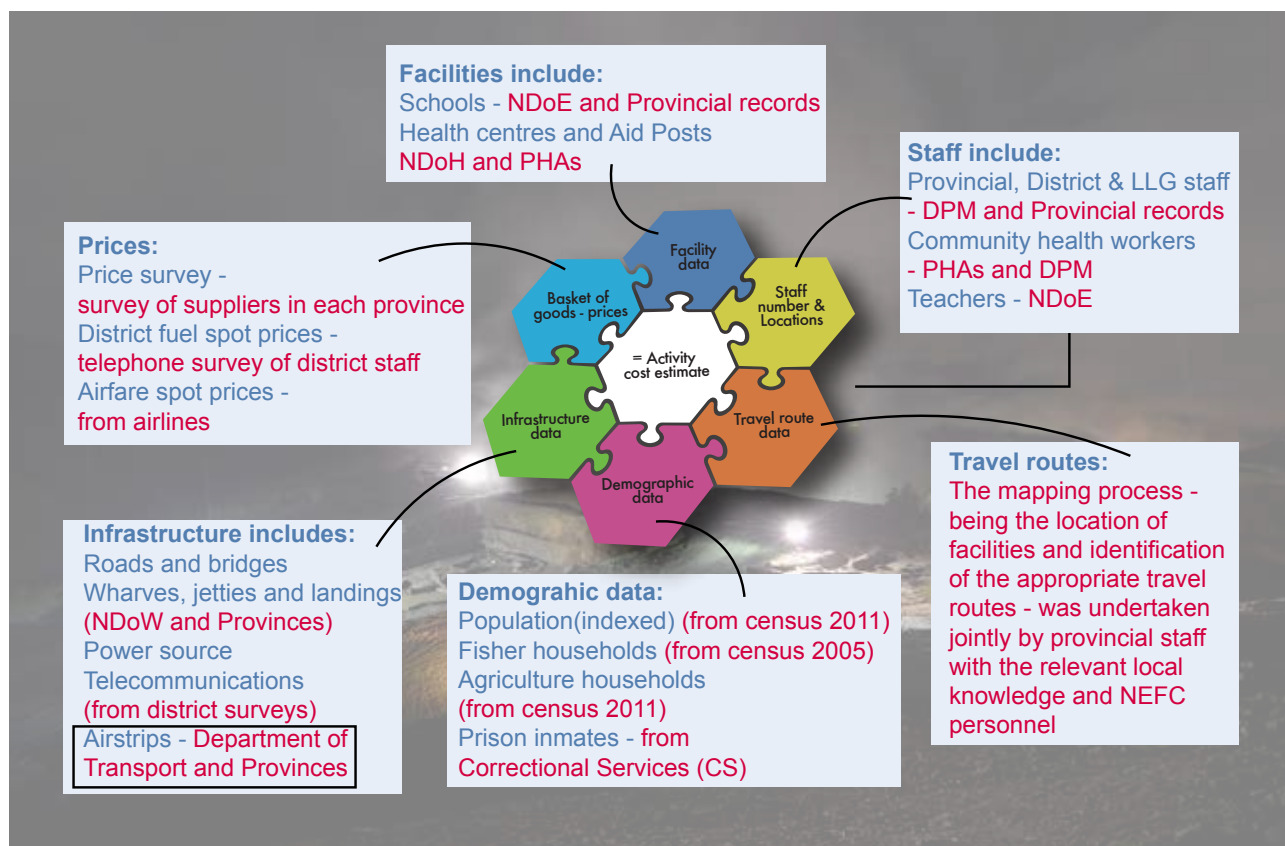 Facilities include:
Schools - NDoE and Provincial records
Health centres and Aid Posts
NDoH and PHAs
Staff include:
Provincial, District & LLG staff
- DPM and Provincial records
Community health workers
- PHAs and DPM
Teachers - NDoE
Prices:
Price survey -
survey of suppliers in each province
District fuel spot prices -
telephone survey of district staff
Airfare spot prices -
from airlines
Facility
data
Basket of
goods - prices
Staff
number &
Locations
= Activity
cost estimate
Infrastructure
data
Travel route
data
Demographic
data
Infrastructure includes:
Roads and bridges
Wharves, jetties and landings
(NDoW and Provinces)
Power source
Telecommunications
(from district surveys)
Airstrips - Department of
Transport and Provinces
Demograhic data:
Population(indexed) (from census 2011)
Fisher households (from census 2005)
Agriculture households
(from census 2011)
Prison inmates - from
Correctional Services (CS)
Travel routes:
The mapping process -
being the location of
facilities and identification
of the appropriate travel
routes - was undertaken
jointly by provincial staff
with the relevant local
knowledge and NEFC
personnel